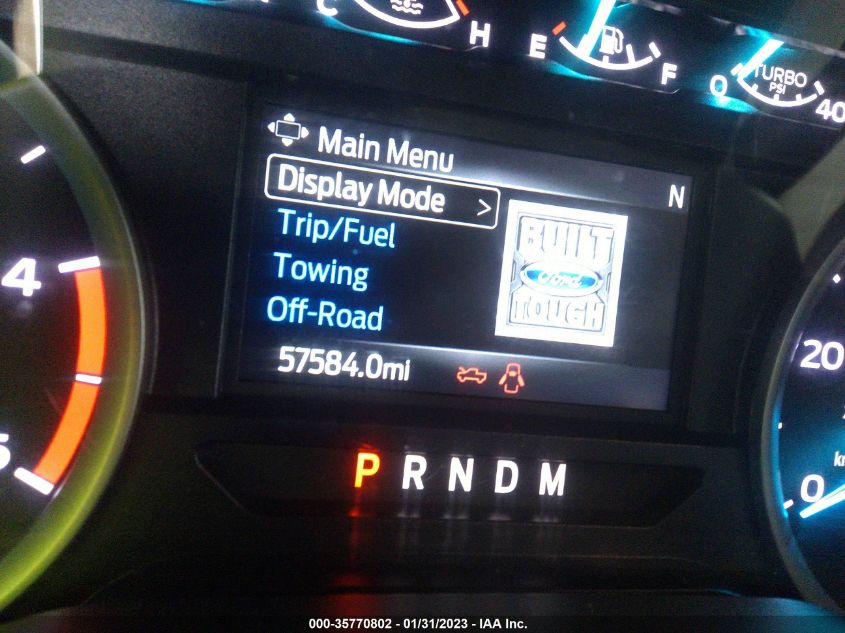 C H
E F
TURBO
PSI
0 40
Main Menu
N
Display Mode >
Trip/Fuel
Towing
Off-Road
BUILT
Ford
TOUGH
57584.0mi
4
5
20
0
P R N D M
000-35770802 - 01/31/2023 - IAA Inc.